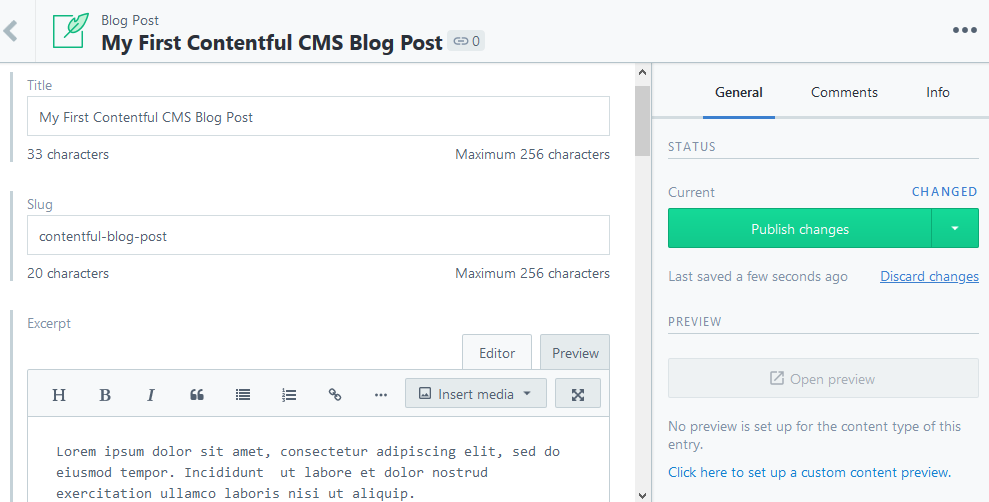 Blog Post
My First Contentful CMS Blog Post 0
Title
My First Contentful CMS Blog Post
33 characters Maximum 256 characters
Slug
contentful-blog-post
20 characters Maximum 256 characters
Excerpt
Editor Preview
H B I Insert media
Lorem ipsum dolor sit amet, consectetur adipiscing elit, sed do
eiusmod tempor. Incididunt  ut labore et dolor nostrud
exercitation ullamco laboris nisi ut aliquip.
General Comments Info
STATUS
Current CHANGED
Publish changes
Last saved a few seconds ago Discard changes
PREVIEW
Open preview
No preview is set up for the content type of this
entry.
Click here to set up a custom content preview.